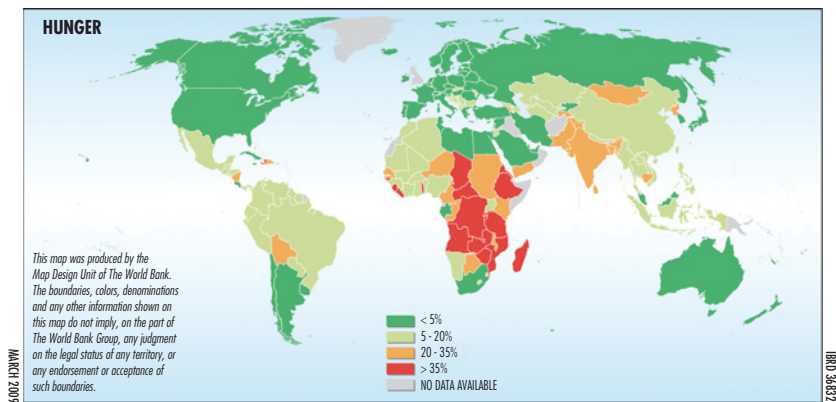 HUNGER
This map was produced by the
Map Design Unit of The World Bank.
The boundaries, colors, denominations
and any other information shown on
this map do not imply, on the part of
The World Bank Group, any judgment
on the legal status of any territory, or
any endorsement or acceptance of
such boundaries.
< 5%
5 - 20%
20 - 35%
> 35%
NO DATA AVAILABLE
MARCH 2009
IBRD 36832